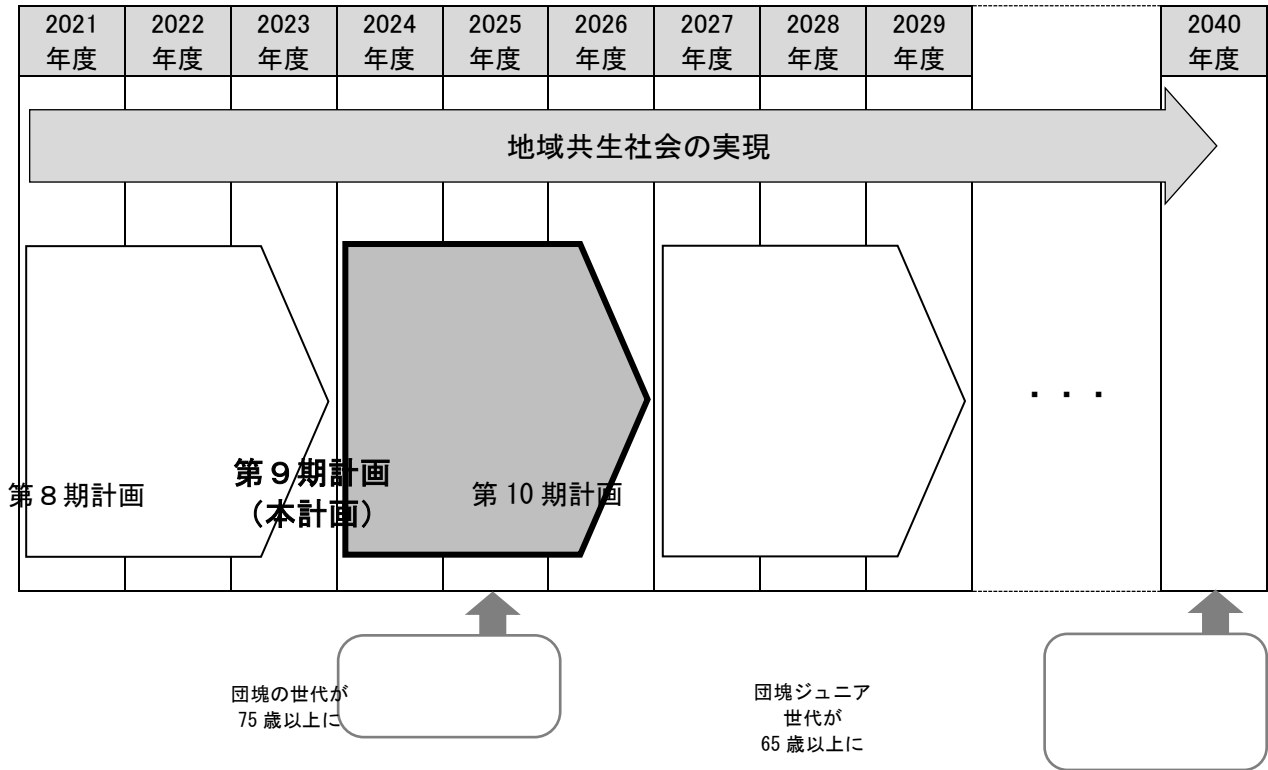 2021
年度
2022
年度
2023
年度
2024
年度
2025
年度
2026
年度
2027
年度
2028
年度
2029
年度
2040
年度
地域共生社会の実現
・・・
第８期計画
第９期計画
（本計画）
第 10 期計画
団塊の世代が
75 歳以上に
団塊ジュニア
世代が
65 歳以上に